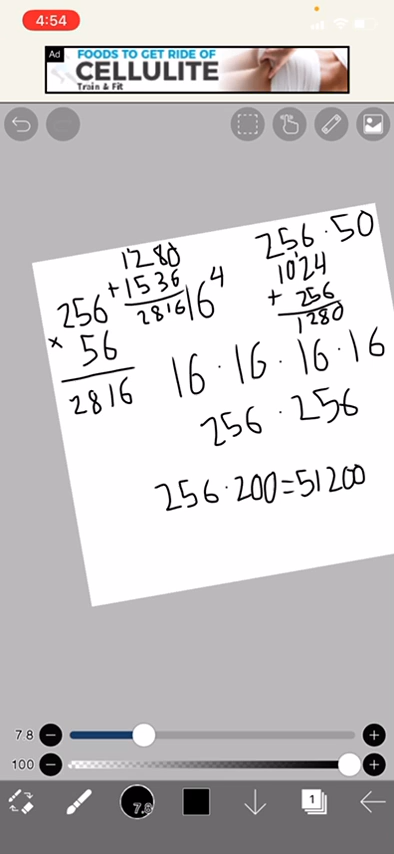 4:54
Ad
FOODS TO GET RIDE OF
CELLULITE
Train & Fit
256 · 50
1280
+1536
2816
16⁴
1024
+ 256
1280
256
× 56
2816
16 · 16 · 16 · 16
256 · 256
256 · 200 = 51200
78
100
7.8
1